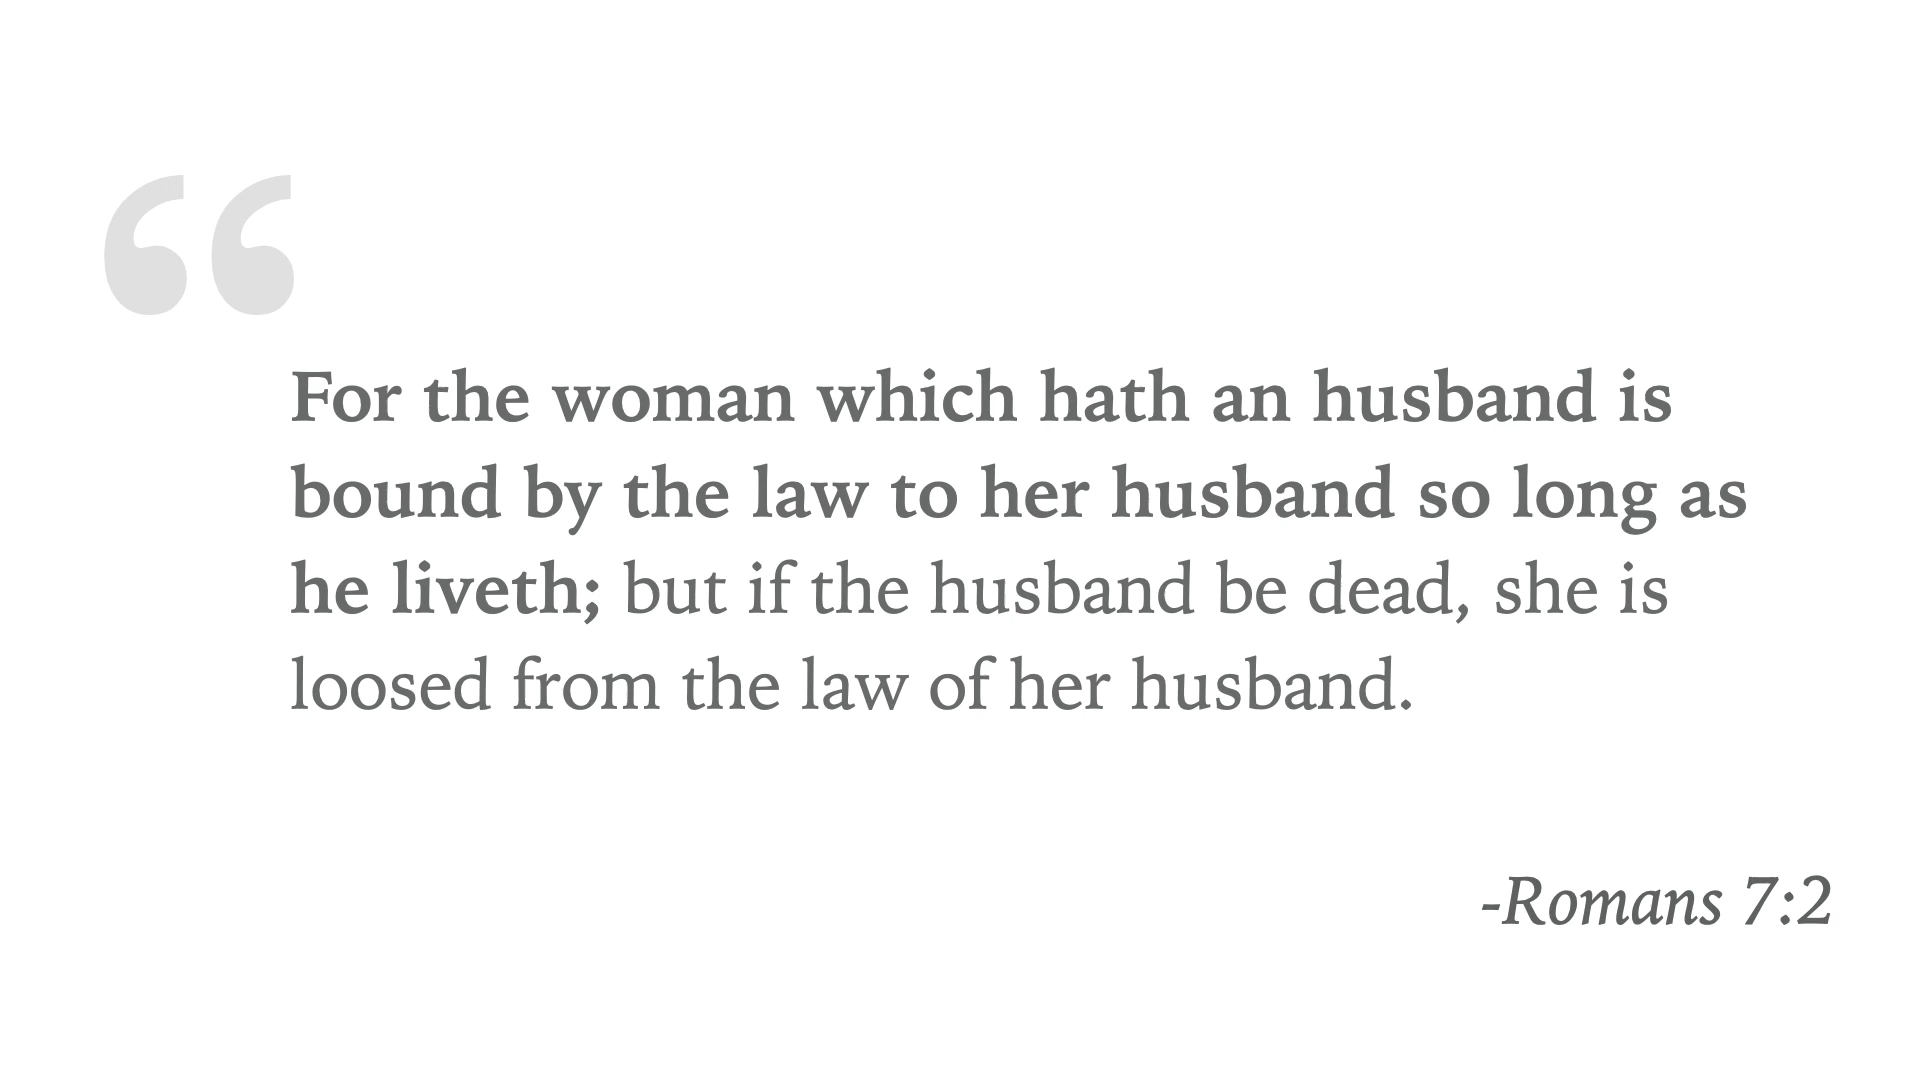 “
For the woman which hath an husband is
bound by the law to her husband so long as
he liveth; but if the husband be dead, she is
loosed from the law of her husband.
-Romans 7:2